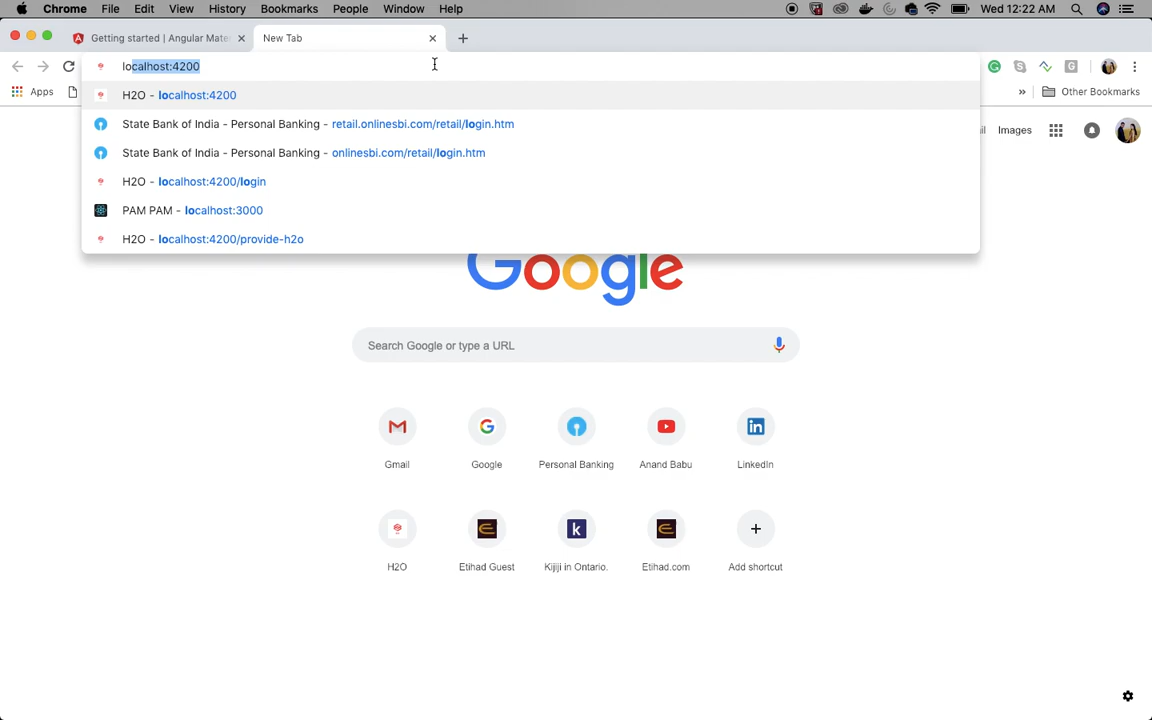 Chrome File Edit View History Bookmarks People Window Help Wed 12:22 AM
Getting started | Angular Mate New Tab
localhost:4200
Apps Other Bookmarks
H2O - localhost:4200
State Bank of India - Personal Banking - retail.onlinesbi.com/retail/login.htm
Images
State Bank of India - Personal Banking - onlinesbi.com/retail/login.htm
H2O - localhost:4200/login
PAM PAM - localhost:3000
H2O - localhost:4200/provide-h2o
Google
Search Google or type a URL
Gmail Google Personal Banking Anand Babu LinkedIn
H2O Etihad Guest Kijiji in Ontario. Etihad.com Add shortcut